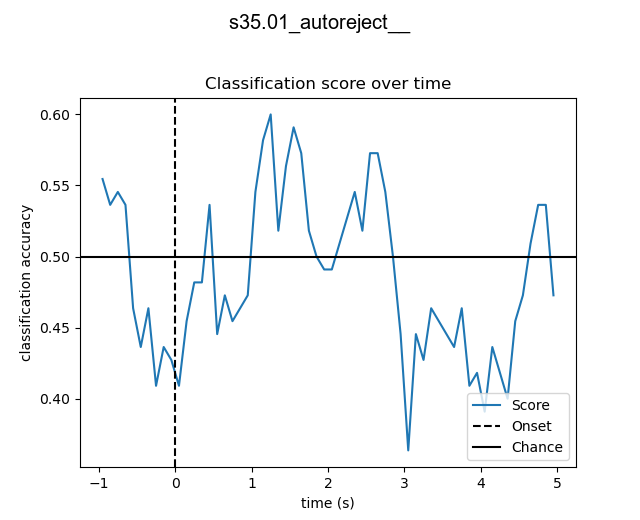 s35.01_autoreject__
Classification score over time
classification accuracy
0.60
0.55
0.50
0.45
0.40
−1
0
1
2
3
4
5
time (s)
Score
Onset
Chance